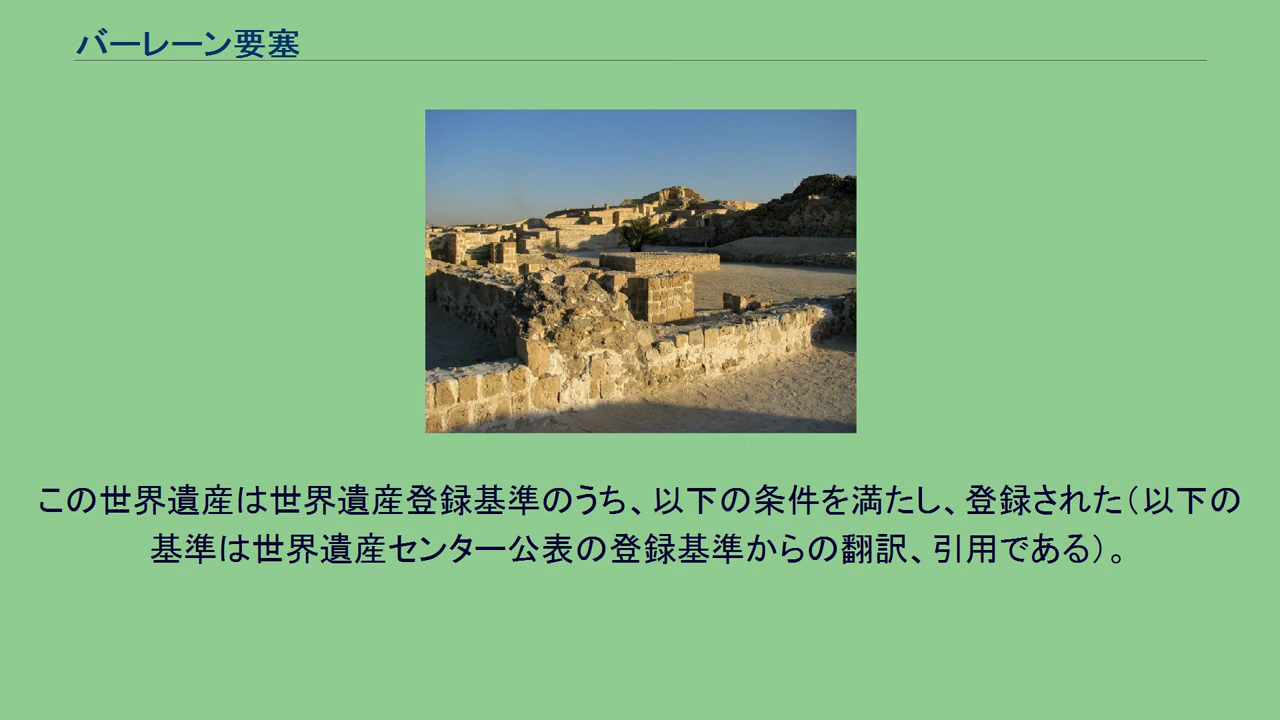 バーレーン要塞
この世界遺産は世界遺産登録基準のうち、以下の条件を満たし、登録された（以下の
基準は世界遺産センター公表の登録基準からの翻訳、引用である）。